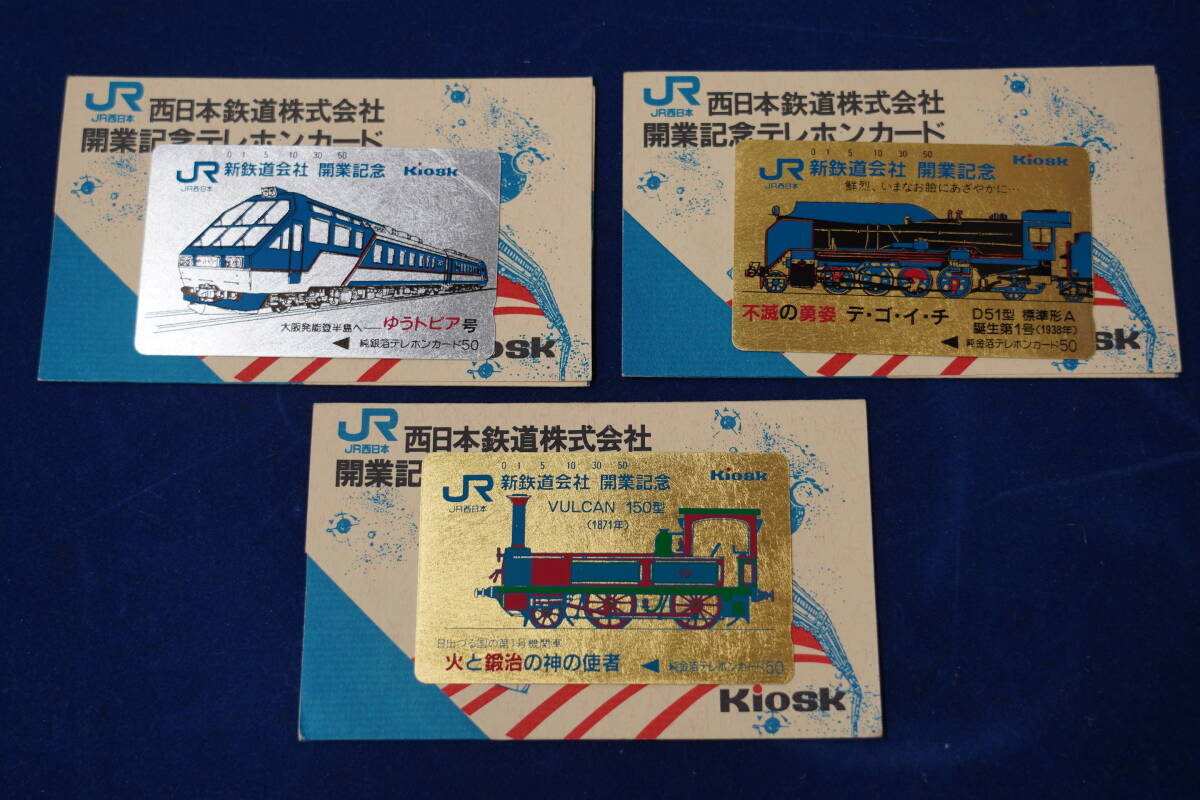 JR
JR西日本
西日本鉄道株式会社
開業記念テレホンカード
0 1 5 10 30 50
JR
JR西日本
新鉄道会社 開業記念
Kiosk
大阪発能登半島へ──ゆうトピア号
◀ 純銀箔テレホンカード50
Kiosk
JR
JR西日本
西日本鉄道株式会社
開業記念テレホンカード
0 1 5 10 30 50
JR
JR西日本
新鉄道会社 開業記念
Kiosk
鮮烈、いまなお瞼にあざやかに…
不滅の勇姿 デ・ゴ・イ・チ
D51型 標準形A
誕生第1号(1938年)
◀ 純金箔テレホンカード50
Kiosk
JR
JR西日本
西日本鉄道株式会社
開業記
0 1 5 10 30 50
JR
JR西日本
新鉄道会社 開業記念
Kiosk
VULCAN 150型
(1871年)
日出づる国の第1号機関車
火と鍛治の神の使者
◀ 純金箔テレホンカード50
Kiosk